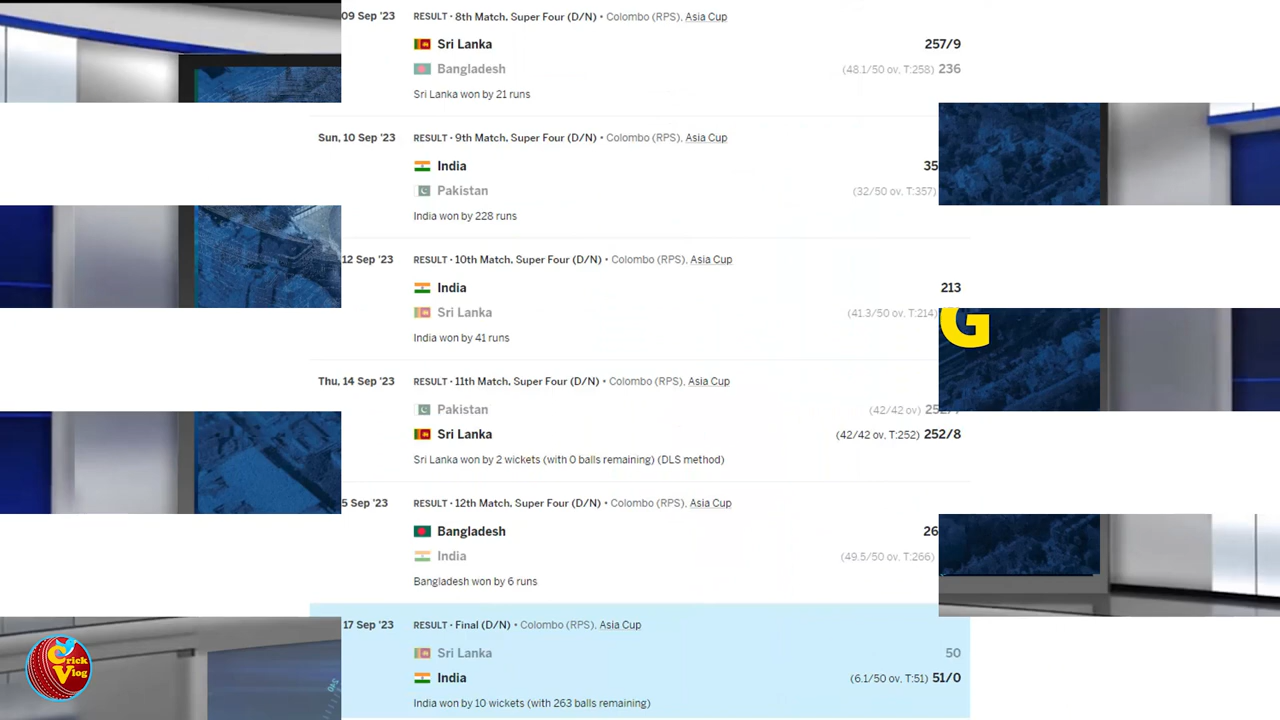 09 Sep '23 RESULT • 8th Match, Super Four (D/N) • Colombo (RPS), Asia Cup
Sri Lanka 257/9
Bangladesh (48.1/50 ov, T:258) 236
Sri Lanka won by 21 runs
Sun, 10 Sep '23 RESULT • 9th Match, Super Four (D/N) • Colombo (RPS), Asia Cup
India 35
Pakistan (32/50 ov, T:357)
India won by 228 runs
12 Sep '23 RESULT • 10th Match, Super Four (D/N) • Colombo (RPS), Asia Cup
India 213
Sri Lanka (41.3/50 ov, T:214)
India won by 41 runs
G
Thu, 14 Sep '23 RESULT • 11th Match, Super Four (D/N) • Colombo (RPS), Asia Cup
Pakistan (42/42 ov)
Sri Lanka (42/42 ov, T:252) 252/8
Sri Lanka won by 2 wickets (with 0 balls remaining) (DLS method)
5 Sep '23 RESULT • 12th Match, Super Four (D/N) • Colombo (RPS), Asia Cup
Bangladesh 26
India (49.5/50 ov, T:266)
Bangladesh won by 6 runs
17 Sep '23 RESULT • Final (D/N) • Colombo (RPS), Asia Cup
Sri Lanka 50
India (6.1/50 ov, T:51) 51/0
India won by 10 wickets (with 263 balls remaining)
Crick
Vlog